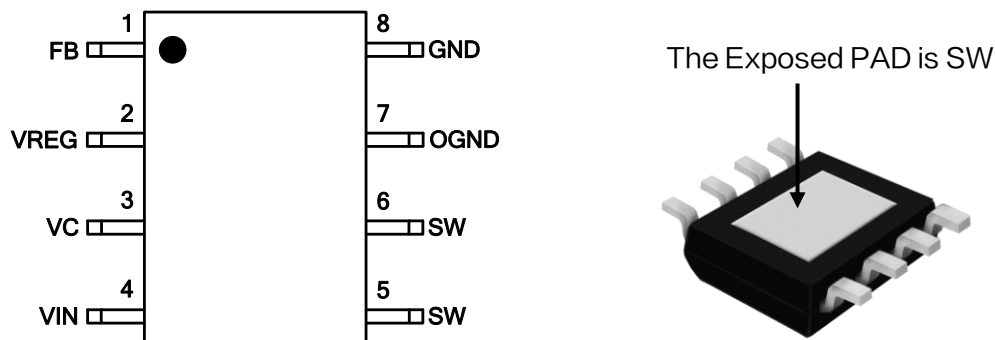 1
8
FB
GND
2
7
VREG
OGND
3
6
VC
SW
4
5
VIN
SW
The Exposed PAD is SW